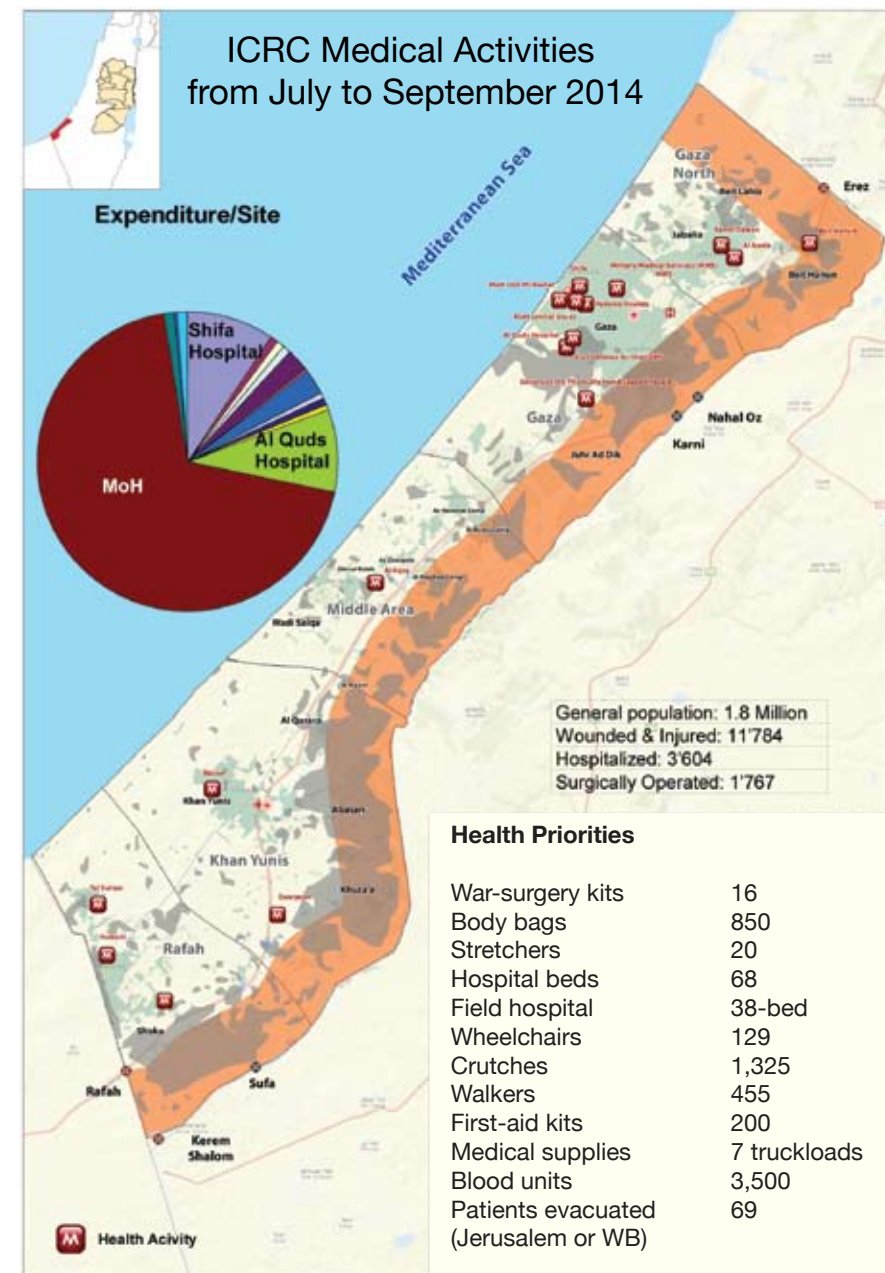 ICRC Medical Activities
from July to September 2014
Expenditure/Site
Mediterranean Sea
Shifa
Hospital
Al Quds
Hospital
MoH
Gaza
North
Beit Lahia
Erez
Jabalia
Beit Hanun
Shifa
Gaza
Al Quds Hospital
Gaza
Nahal Oz
Karni
Juhr Ad Dik
Middle Area
Wadi Salqa
Al Qarara
Khan Yunis
Abasan
Khuza'a
Khan Yunis
Rafah
Shoka
Rafah
Sufa
Kerem
Shalom
General population: 1.8 Million
Wounded & Injured: 11'784
Hospitalized: 3'604
Surgically Operated: 1'767
Health Priorities
War-surgery kits 16
Body bags 850
Stretchers 20
Hospital beds 68
Field hospital 38-bed
Wheelchairs 129
Crutches 1,325
Walkers 455
First-aid kits 200
Medical supplies 7 truckloads
Blood units 3,500
Patients evacuated 69
(Jerusalem or WB)
Health Acivity